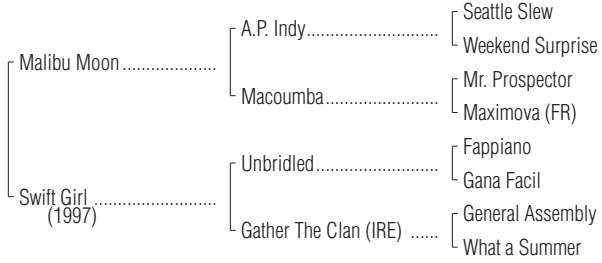 Seattle Slew
A.P. Indy
Weekend Surprise
Malibu Moon
Mr. Prospector
Macoumba
Maximova (FR)
Fappiano
Unbridled
Gana Facil
Swift Girl
(1997)
General Assembly
Gather The Clan (IRE)
What a Summer